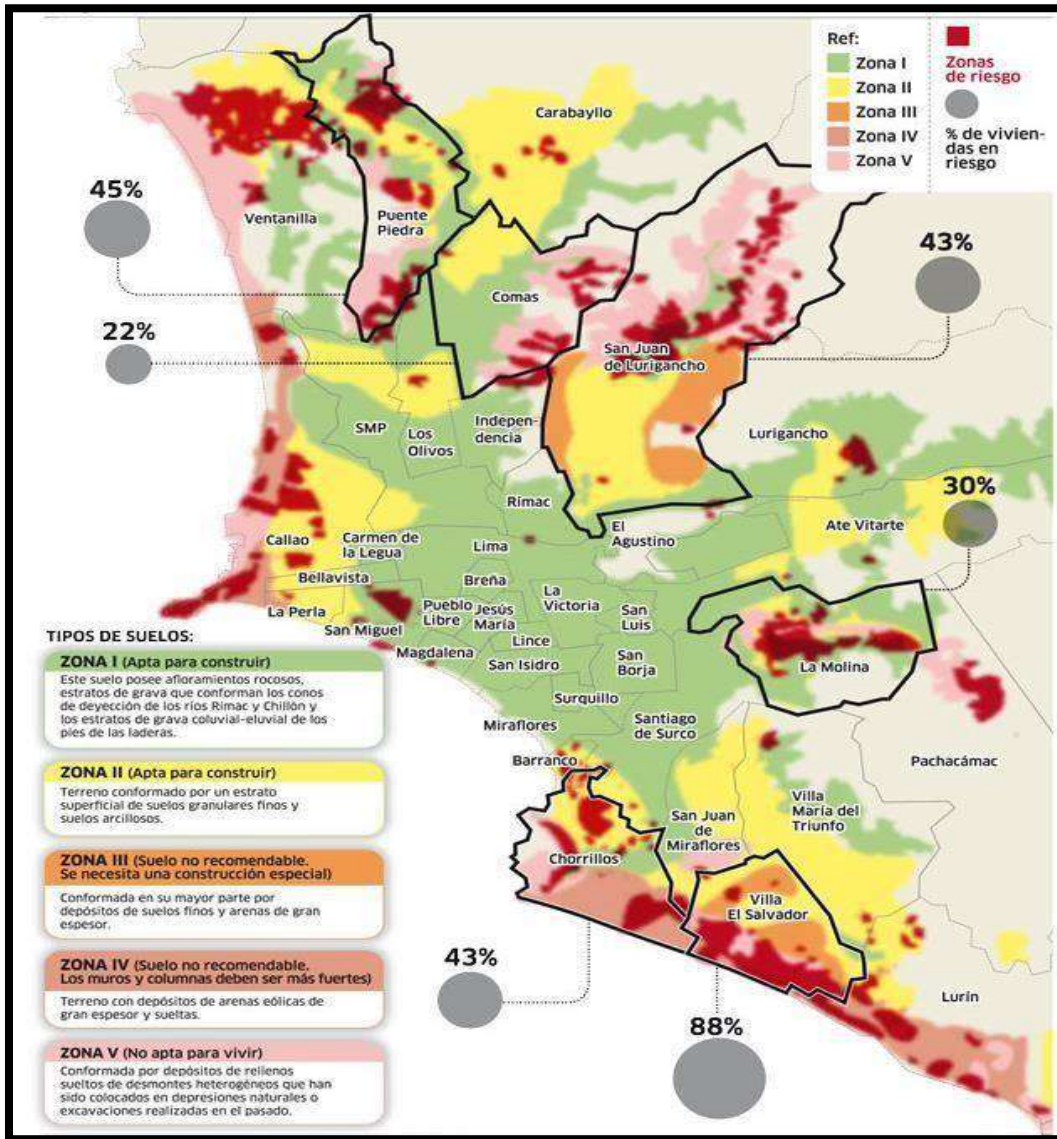 Ref:
Zona I
Zona II
Zona III
Zona IV
Zona V
Zonas
de riesgo
% de vivien-
das en
riesgo
Carabayllo
45%
Ventanilla
Puente
Piedra
43%
Comas
22%
San Juan
de Lurigancho
SMP
Los
Olivos
Indepen-
dencia
Lurigancho
30%
Rímac
El
Agustino
Ate Vitarte
Callao
Carmen de
la Legua
Lima
Bellavista
Breña
La
Victoria
La Perla
Pueblo
Libre
Jesús
María
San
Luis
San Miguel
Lince
Magdalena
San Isidro
San
Borja
La Molina
Surquillo
Miraflores
Santiago
de Surco
Barranco
Pachacámac
San Juan
de
Miraflores
Villa
María del
Triunfo
Chorrillos
Villa
El Salvador
43%
88%
Lurín
TIPOS DE SUELOS:
ZONA I (Apta para construir)
Este suelo posee afloramientos rocosos,
estratos de grava que conforman los conos
de deyección de los ríos Rímac y Chillón y
los estratos de grava coluvial-eluvial de los
pies de las laderas.
ZONA II (Apta para construir)
Terreno conformado por un estrato
superficial de suelos granulares finos y
suelos arcillosos.
ZONA III (Suelo no recomendable.
Se necesita una construcción especial)
Conformada en su mayor parte por
depósitos de suelos finos y arenas de gran
espesor.
ZONA IV (Suelo no recomendable.
Los muros y columnas deben ser más fuertes)
Terreno con depósitos de arenas eólicas de
gran espesor y sueltas.
ZONA V (No apta para vivir)
Conformada por depósitos de rellenos
sueltos de desmontes heterogéneos que han
sido colocados en depresiones naturales o
excavaciones realizadas en el pasado.